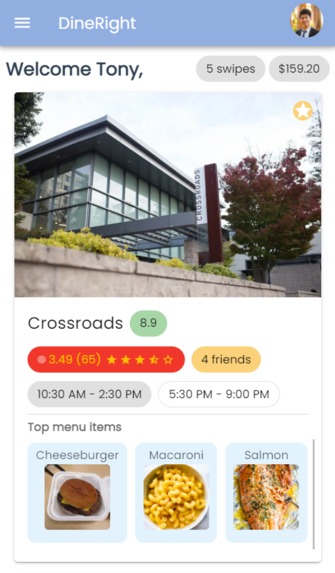 DineRight
Welcome Tony,
5 swipes
$159.20
CROSSROADS
Crossroads
8.9
3.49 (65)
4 friends
10:30 AM - 2:30 PM
5:30 PM - 9:00 PM
Top menu items
Cheeseburger
Macaroni
Salmon